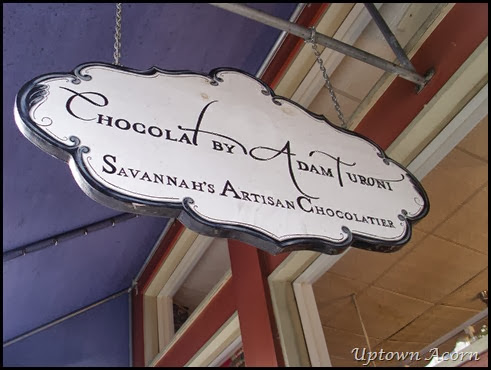 Chocolat by Adam Turoni
Savannah's Artisan Chocolatier
Uptown Acorn